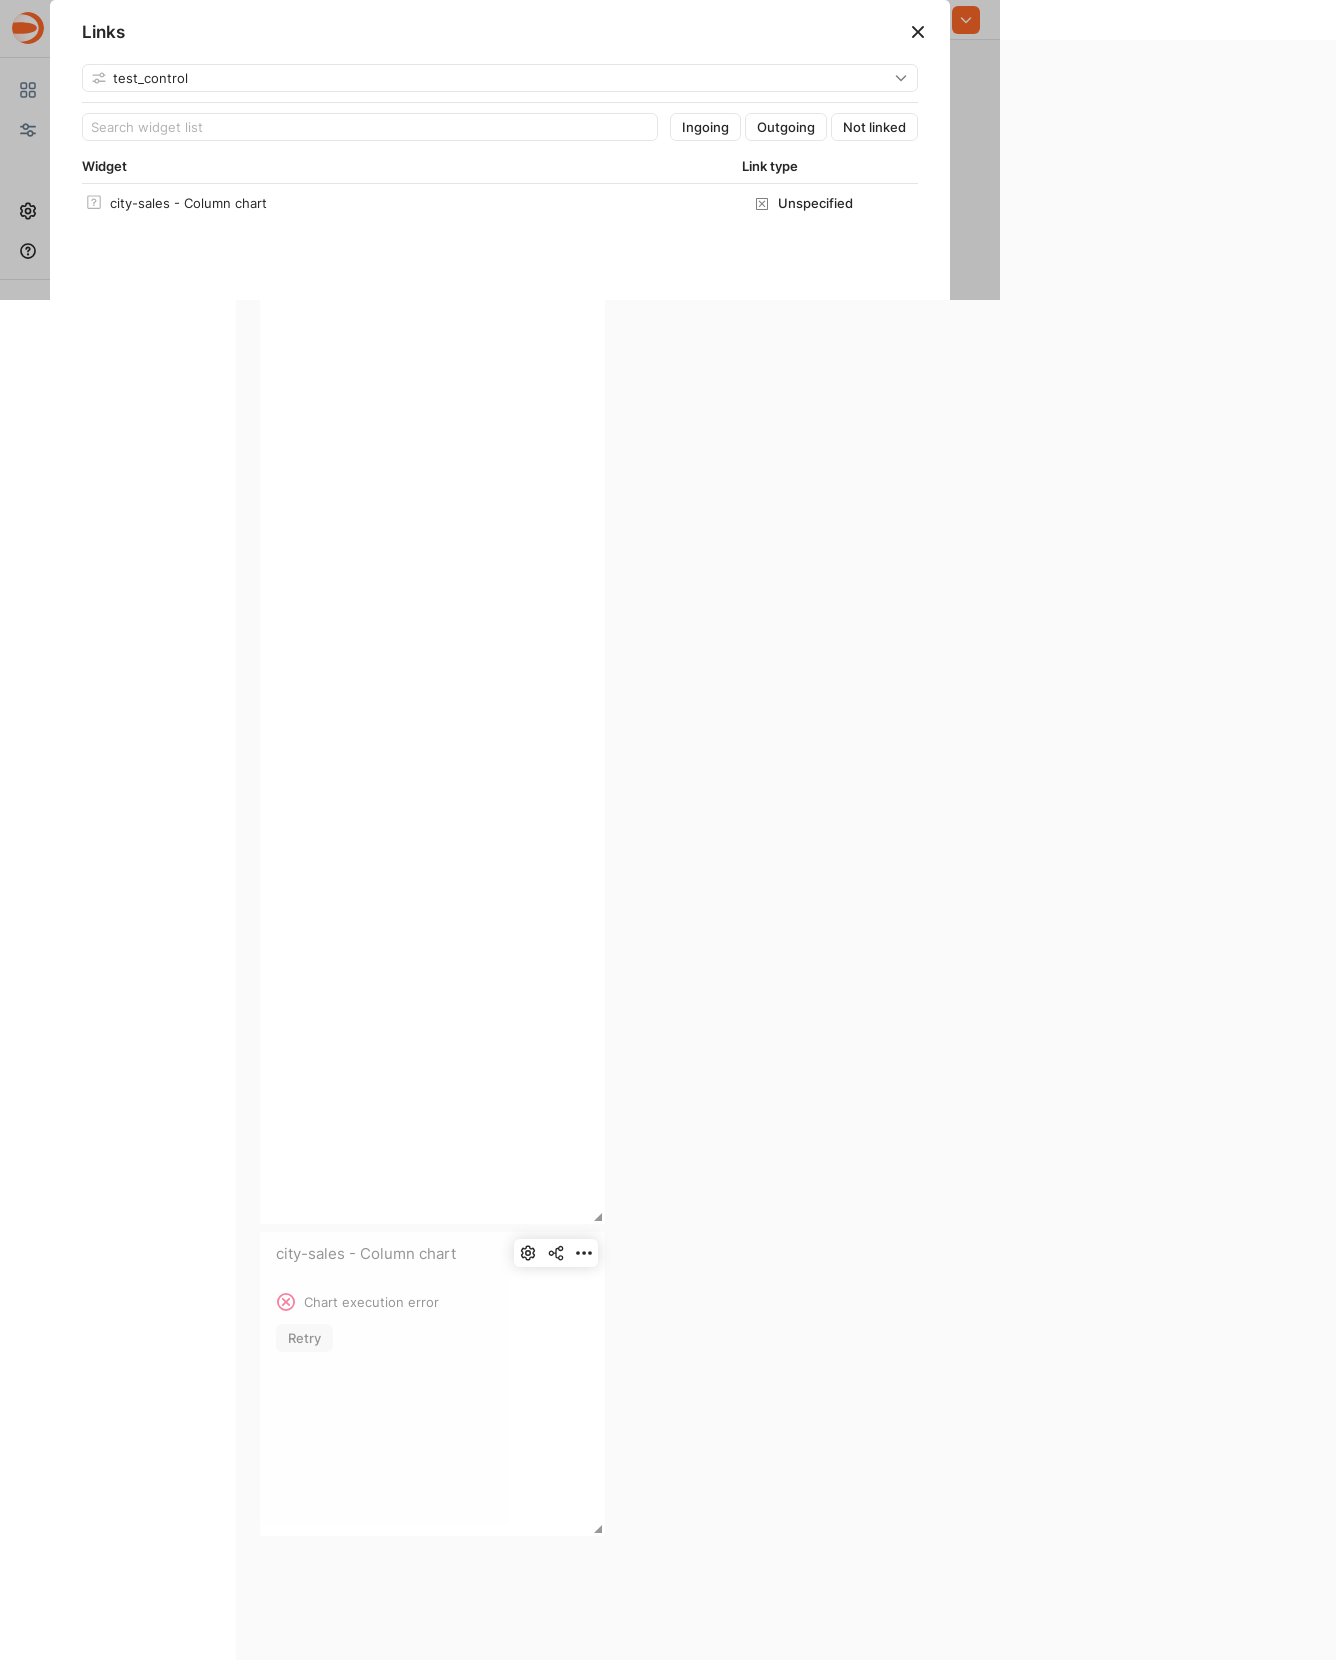 Links
test_control
Search widget list
Ingoing
Outgoing
Not linked
Widget
Link type
city-sales - Column chart
Unspecified
city-sales - Column chart
Chart execution error
Retry